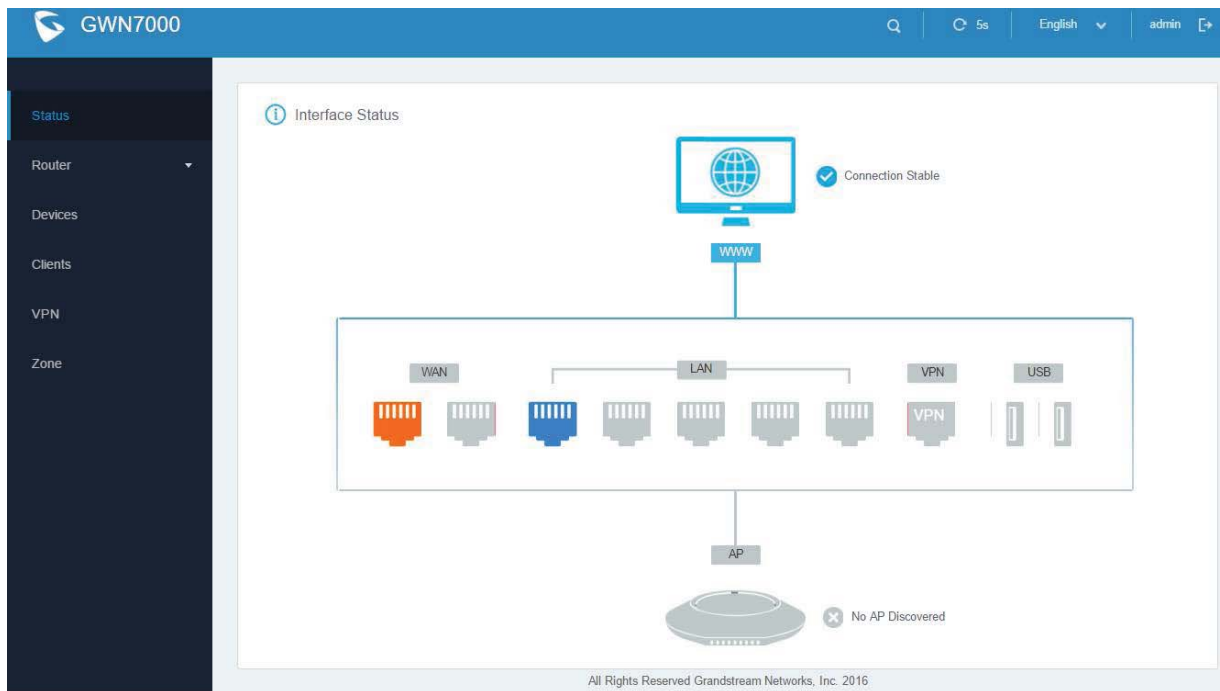 GWN7000
5s
English
admin
Status
Router
Devices
Clients
VPN
Zone
Interface Status
Connection Stable
WWW
WAN
LAN
VPN
USB
VPN
AP
No AP Discovered
All Rights Reserved Grandstream Networks, Inc. 2016